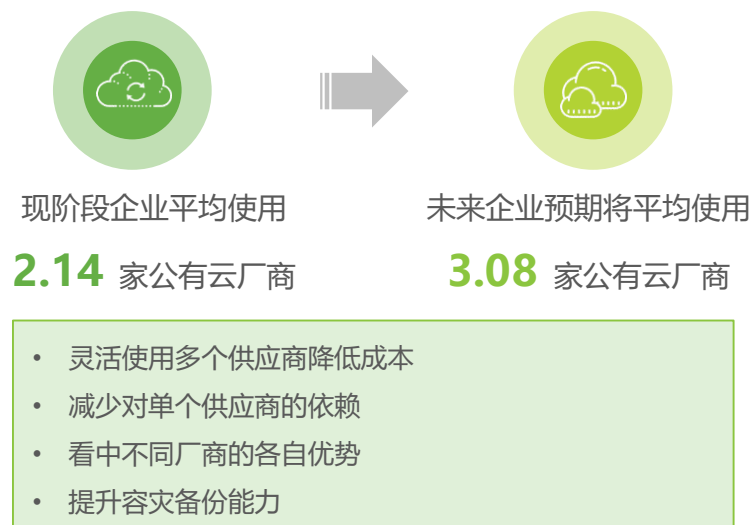 现阶段企业平均使用
未来企业预期将平均使用
2.14 家公有云厂商
3.08 家公有云厂商
• 灵活使用多个供应商降低成本
• 减少对单个供应商的依赖
• 看中不同厂商的各自优势
• 提升容灾备份能力